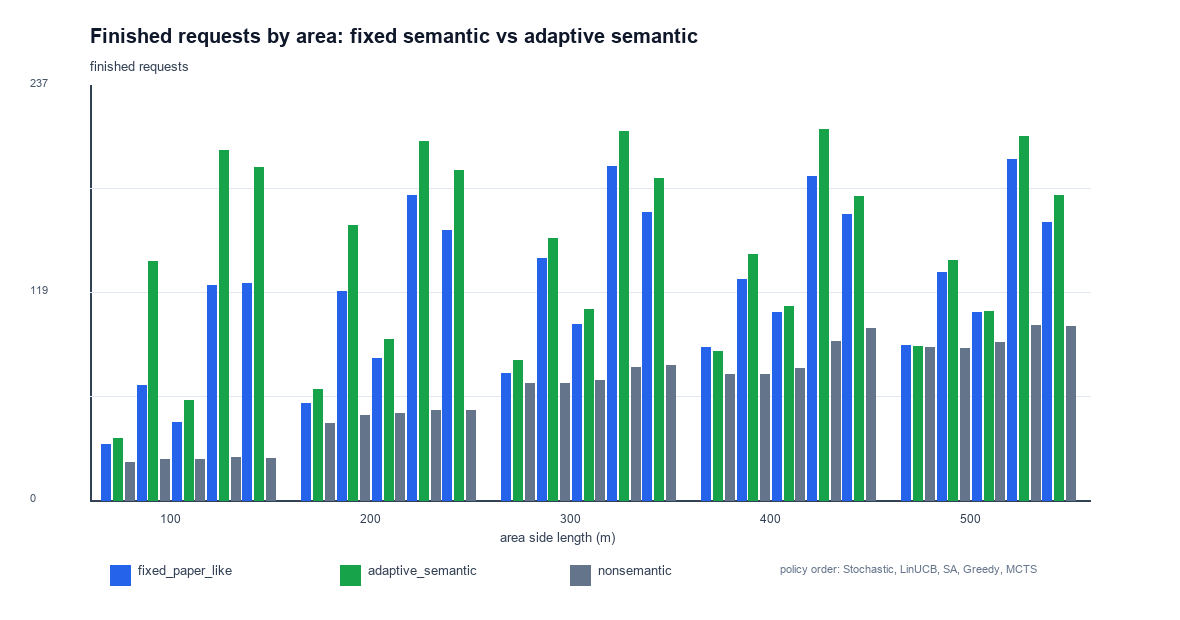 Finished requests by area: fixed semantic vs adaptive semantic
finished requests
237
119
0
100 200 300 400 500
area side length (m)
fixed_paper_like adaptive_semantic nonsemantic policy order: Stochastic, LinUCB, SA, Greedy, MCTS